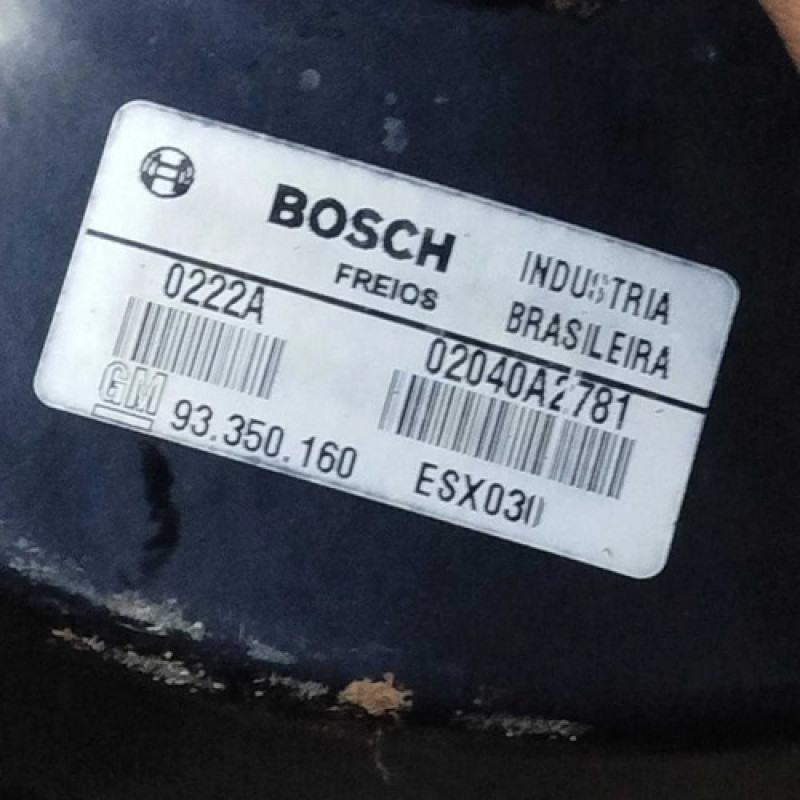 BOSCH
FREIOS
INDUSTRIA
BRASILEIRA
0222A
02040A2781
GM
93.350.160
ESX030